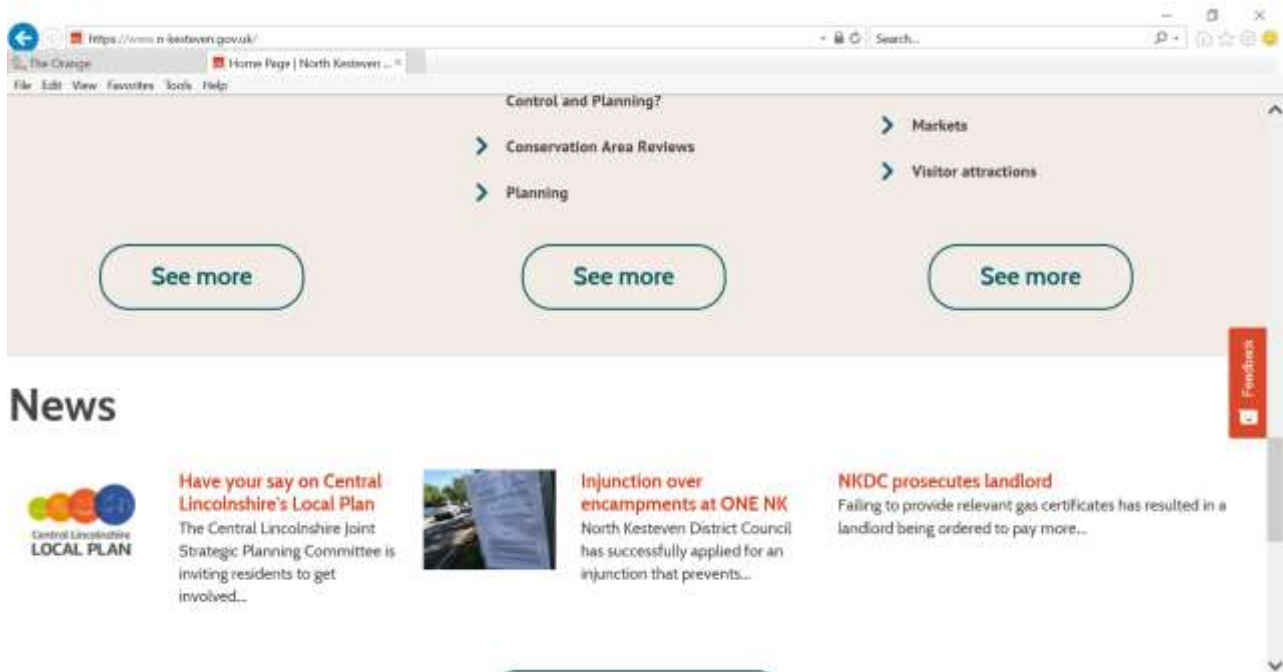 https://www.n-kesteven.gov.uk/
Search...
The Orange
Home Page | North Kesteven ...
File Edit View Favorites Tools Help
Control and Planning?
Conservation Area Reviews
Planning
Markets
Visitor attractions
See more
See more
See more
Feedback
News
Central Lincolnshire
LOCAL PLAN
Have your say on Central
Lincolnshire's Local Plan
The Central Lincolnshire Joint
Strategic Planning Committee is
inviting residents to get
involved...
Injunction over
encampments at ONE NK
North Kesteven District Council
has successfully applied for an
injunction that prevents...
NKDC prosecutes landlord
Failing to provide relevant gas certificates has resulted in a
landlord being ordered to pay more...